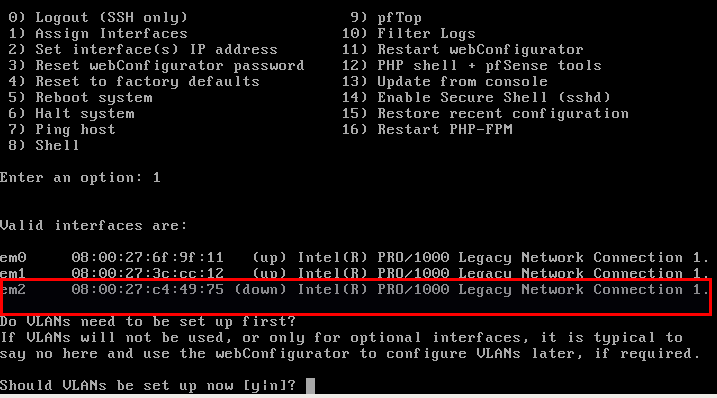 0) Logout (SSH only)                  9) pfTop
1) Assign Interfaces                 10) Filter Logs
2) Set interface(s) IP address       11) Restart webConfigurator
3) Reset webConfigurator password    12) PHP shell + pfSense tools
4) Reset to factory defaults         13) Update from console
5) Reboot system                     14) Enable Secure Shell (sshd)
6) Halt system                       15) Restore recent configuration
7) Ping host                         16) Restart PHP-FPM
8) Shell
Enter an option: 1
Valid interfaces are:
em0     08:00:27:6f:9f:11   (up) Intel(R) PRO/1000 Legacy Network Connection 1.
em1     08:00:27:3c:cc:12   (up) Intel(R) PRO/1000 Legacy Network Connection 1.
em2     08:00:27:c4:49:75 (down) Intel(R) PRO/1000 Legacy Network Connection 1.
Do VLANs need to be set up first?
If VLANs will not be used, or only for optional interfaces, it is typical to
say no here and use the webConfigurator to configure VLANs later, if required.
Should VLANs be set up now [y|n]?